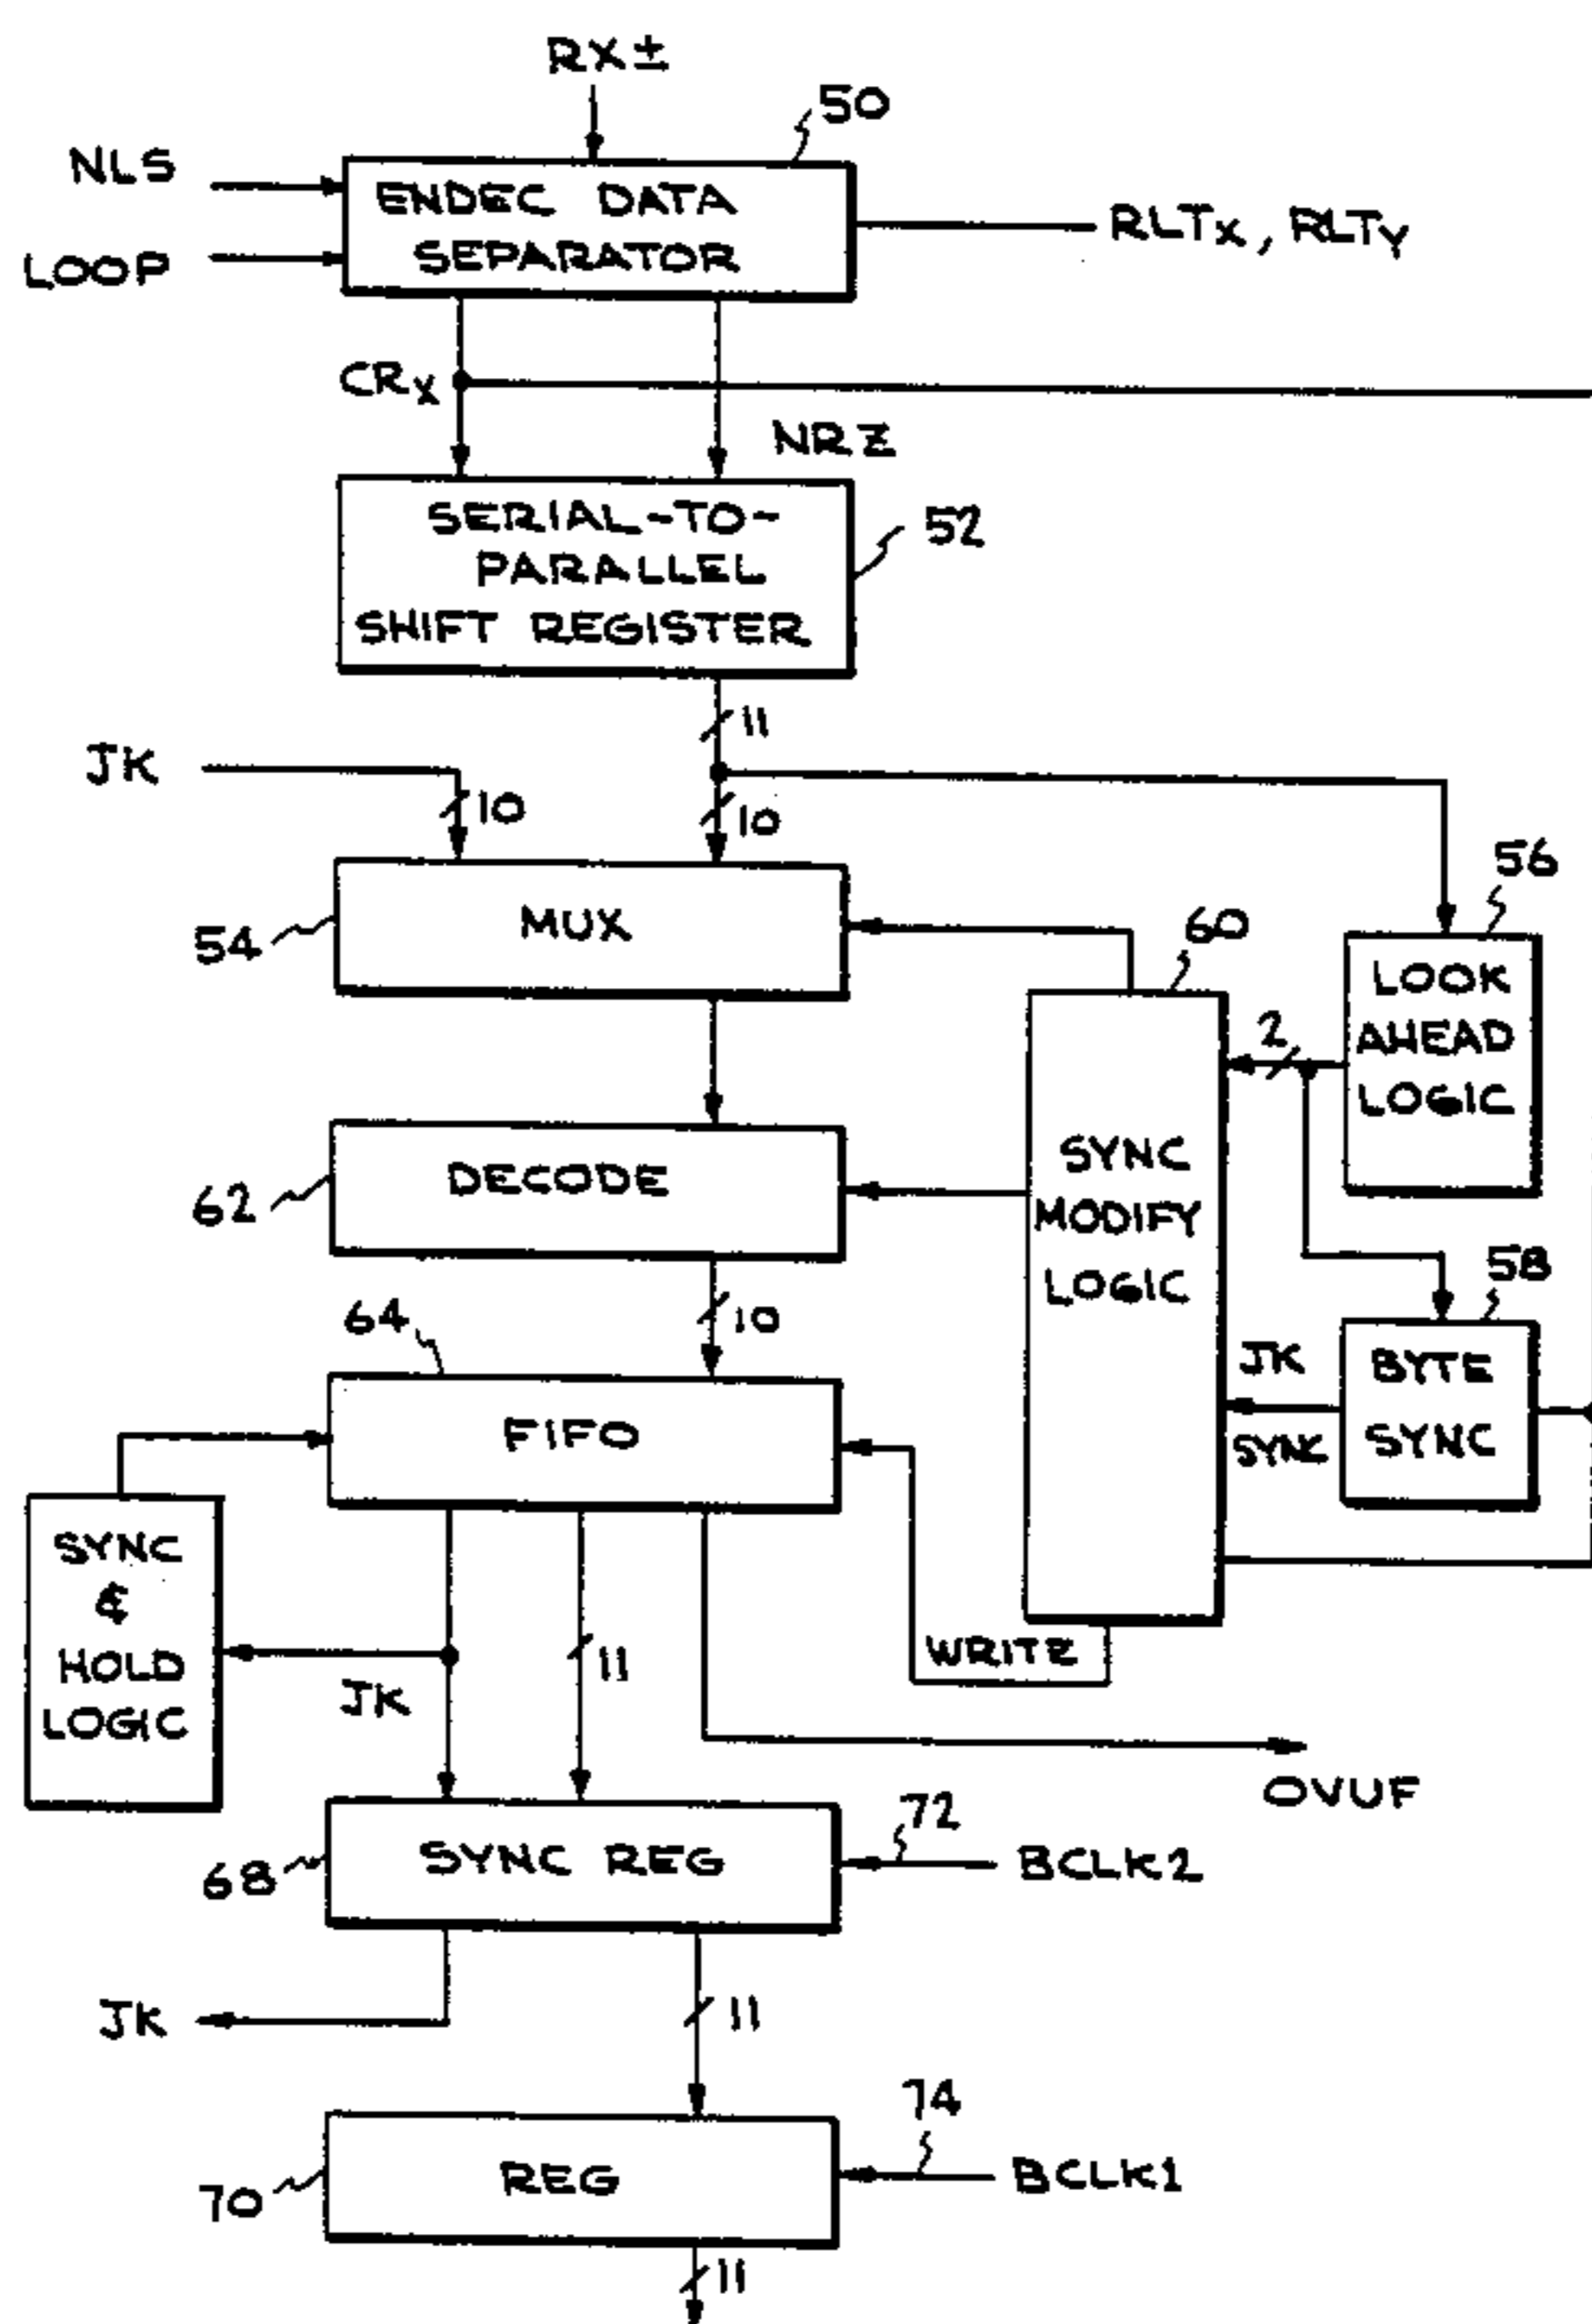 RX±
50
NLS
ENDEC DATA
SEPARATOR
RLTX, RLTY
LOOP
CRX
NRZ
SERIAL-TO-
PARALLEL
SHIFT REGISTER
52
11
JK
10
10
56
MUX
54
60
LOOK
AHEAD
LOGIC
2
SYNC
MODIFY
LOGIC
DECODE
62
58
10
64
JK
SYNC
BYTE
SYNC
FIFO
SYNC
&
HOLD
LOGIC
11
WRITE
JK
OVUF
72
SYNC REG
BCLK2
68
JK
11
74
REG
BCLK1
70
11